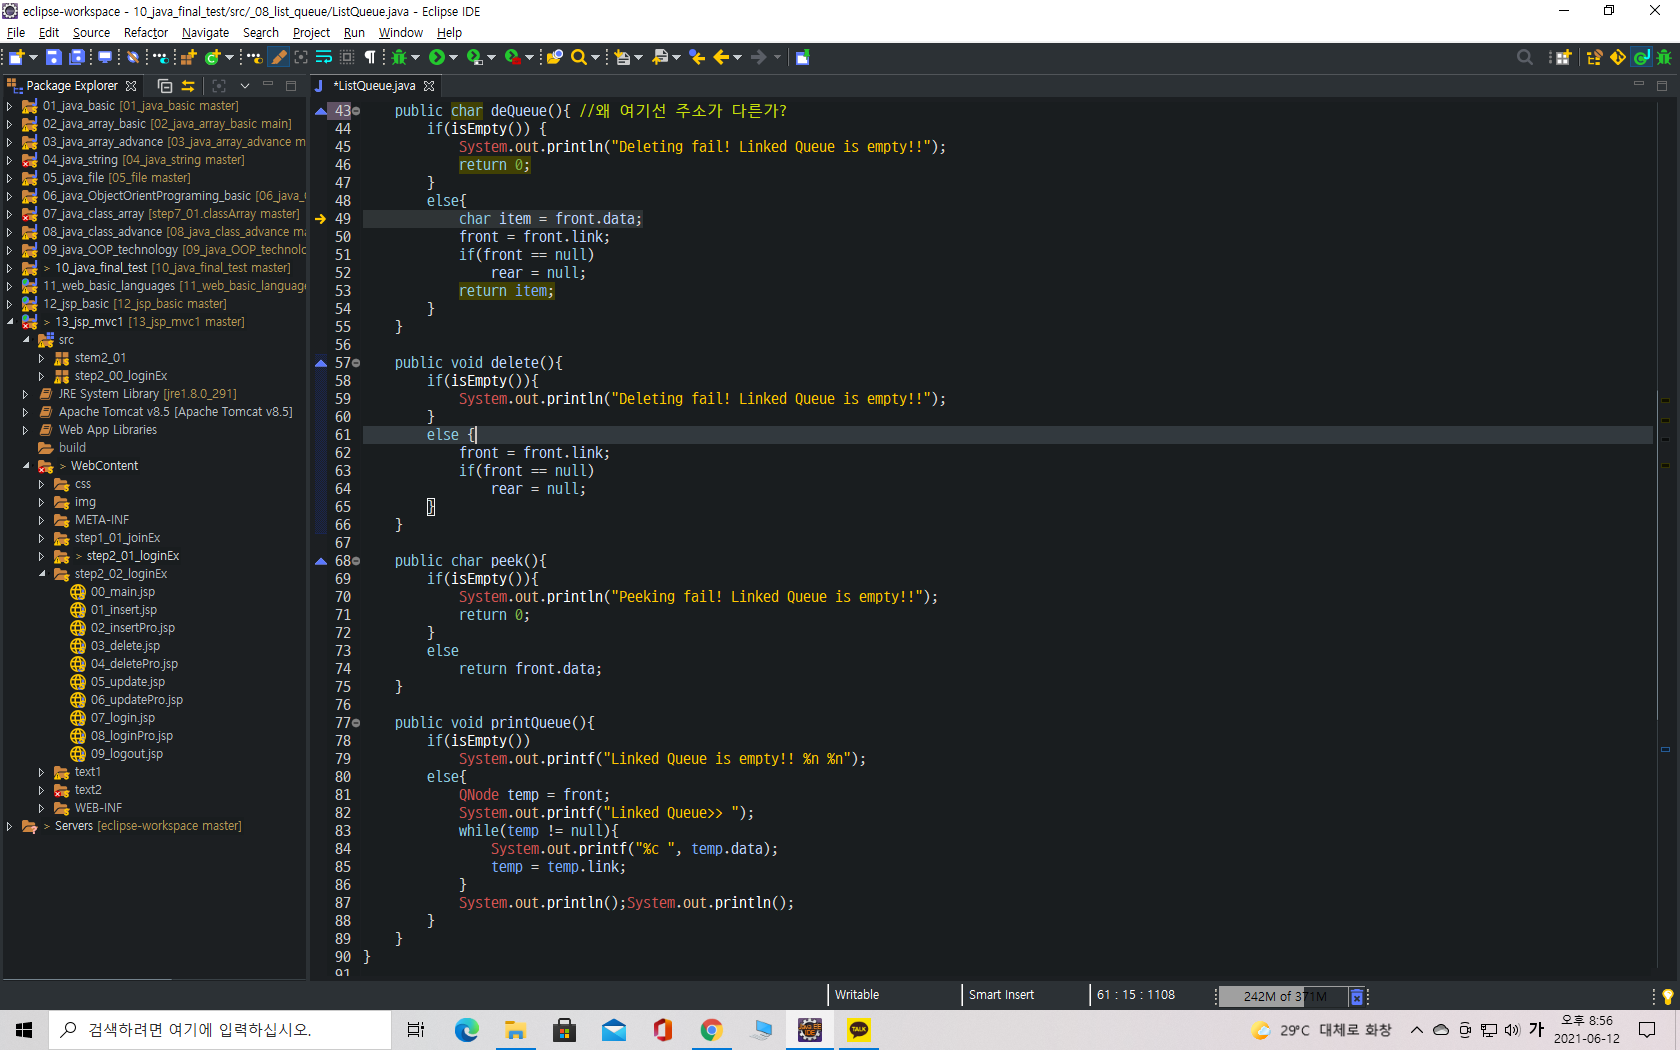 eclipse-workspace - 10_java_final_test/src/_08_list_queue/ListQueue.java - Eclipse IDE
File Edit Source Refactor Navigate Search Project Run Window Help
Package Explorer
*ListQueue.java
01_java_basic [01_java_basic master]
02_java_array_basic [02_java_array_basic main]
03_java_array_advance [03_java_array_advance m
04_java_string [04_java_string master]
05_java_file [05_file master]
06_java_ObjectOrientPrograming_basic [06_java_
07_java_class_array [step7_01.classArray master]
08_java_class_advance [08_java_class_advance ma
09_java_OOP_technology [09_java_OOP_technolo
> 10_java_final_test [10_java_final_test master]
11_web_basic_languages [11_web_basic_language
12_jsp_basic [12_jsp_basic master]
> 13_jsp_mvc1 [13_jsp_mvc1 master]
src
stem2_01
step2_00_loginEx
JRE System Library [jre1.8.0_291]
Apache Tomcat v8.5 [Apache Tomcat v8.5]
Web App Libraries
build
> WebContent
css
img
META-INF
step1_01_joinEx
> step2_01_loginEx
step2_02_loginEx
00_main.jsp
01_insert.jsp
02_insertPro.jsp
03_delete.jsp
04_deletePro.jsp
05_update.jsp
06_updatePro.jsp
07_login.jsp
08_loginPro.jsp
09_logout.jsp
text1
text2
WEB-INF
> Servers [eclipse-workspace master]
43 public char deQueue(){ //왜 여기선 주소가 다른가?
44 if(isEmpty()) {
45 System.out.println("Deleting fail! Linked Queue is empty!!");
46 return 0;
47 }
48 else{
49 char item = front.data;
50 front = front.link;
51 if(front == null)
52 rear = null;
53 return item;
54 }
55 }
56
57 public void delete(){
58 if(isEmpty()){
59 System.out.println("Deleting fail! Linked Queue is empty!!");
60 }
61 else {
62 front = front.link;
63 if(front == null)
64 rear = null;
65 }
66 }
67
68 public char peek(){
69 if(isEmpty()){
70 System.out.println("Peeking fail! Linked Queue is empty!!");
71 return 0;
72 }
73 else
74 return front.data;
75 }
76
77 public void printQueue(){
78 if(isEmpty())
79 System.out.printf("Linked Queue is empty!! %n %n");
80 else{
81 QNode temp = front;
82 System.out.printf("Linked Queue>> ");
83 while(temp != null){
84 System.out.printf("%c ", temp.data);
85 temp = temp.link;
86 }
87 System.out.println();System.out.println();
88 }
89 }
90 }
91
Writable
Smart Insert
61 : 15 : 1108
242M of 371M
검색하려면 여기에 입력하십시오.
29°C 대체로 화창
가
오후 8:56
2021-06-12